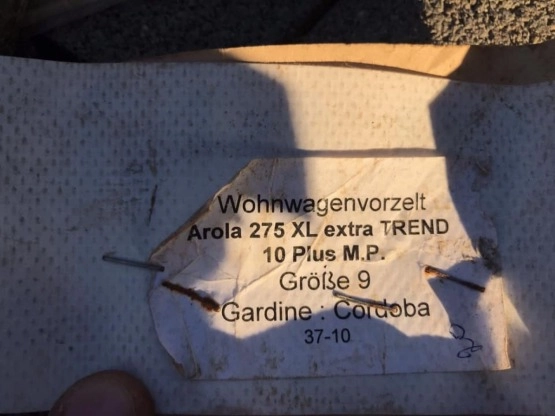 Wohnwagenvorzelt
Arola 275 XL extra TREND
10 Plus M.P.
Größe 9
Gardine : Cordoba
37-10